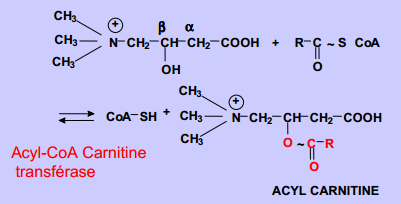 CH₃ ⊕ β α
CH₃ — N–CH₂–CH–CH₂–COOH + R–C ~ S CoA
CH₃ OH O
⇌ CoA–SH + CH₃ ⊕
CH₃ — N–CH₂–CH–CH₂–COOH
CH₃ O ~ C–R
O
Acyl-CoA Carnitine
transférase
ACYL CARNITINE